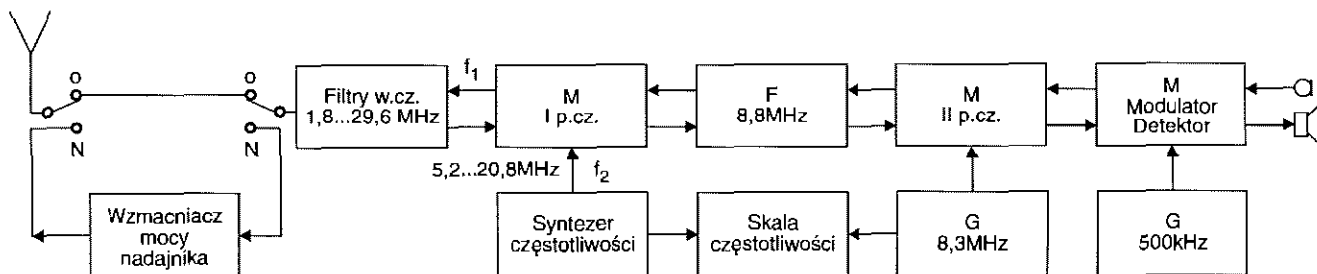 O
N
O
N
Wzmacniacz
mocy
nadajnika
Filtry w.cz.
1,8...29,6 MHz
f1
M
I p.cz.
5,2...20,8MHz
f2
F
8,8MHz
M
II p.cz.
M
Modulator
Detektor
Syntezer
częstotliwości
Skala
częstotliwości
G
8,3MHz
G
500kHz